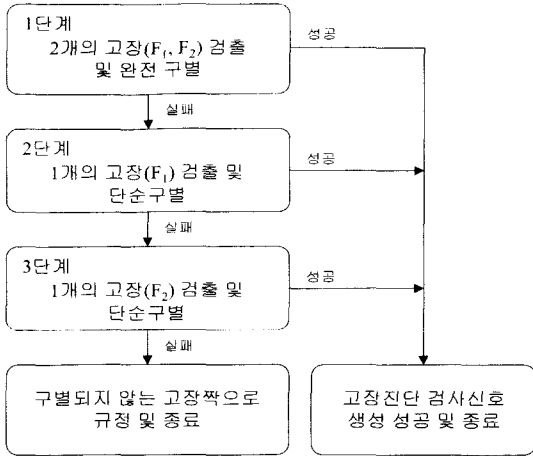 1단계
2개의 고장(F₁, F₂) 검출
및 완전 구별
성공
실패
2단계
1개의 고장(F₁) 검출 및
단순구별
성공
실패
3단계
1개의 고장(F₂) 검출 및
단순구별
성공
실패
구별되지 않는 고장짝으로
규정 및 종료
고장진단 검사신호
생성 성공 및 종료